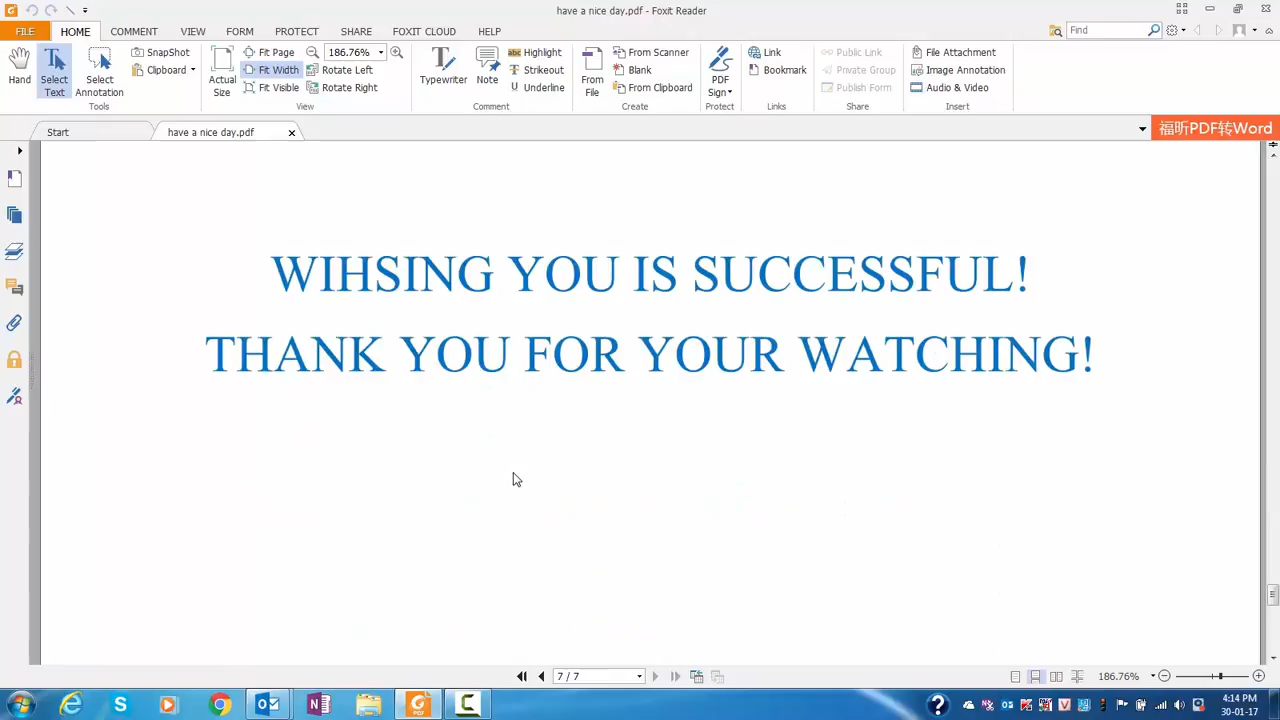 have a nice day.pdf - Foxit Reader
FILE HOME COMMENT VIEW FORM PROTECT SHARE FOXIT CLOUD HELP Find
Hand
Select Text
Select Annotation
SnapShot
Clipboard
Tools
Actual Size
Fit Page
Fit Width
Fit Visible
186.76%
Rotate Left
Rotate Right
View
Typewriter
Note
Highlight
Strikeout
Underline
Comment
From File
From Scanner
Blank
From Clipboard
Create
PDF Sign
Protect
Link
Bookmark
Links
Public Link
Private Group
Publish Form
Share
File Attachment
Image Annotation
Audio & Video
Insert
Start have a nice day.pdf 福昕PDF转Word
WIHSING YOU IS SUCCESSFUL!
THANK YOU FOR YOUR WATCHING!
7 / 7 186.76%
4:14 PM
30-01-17